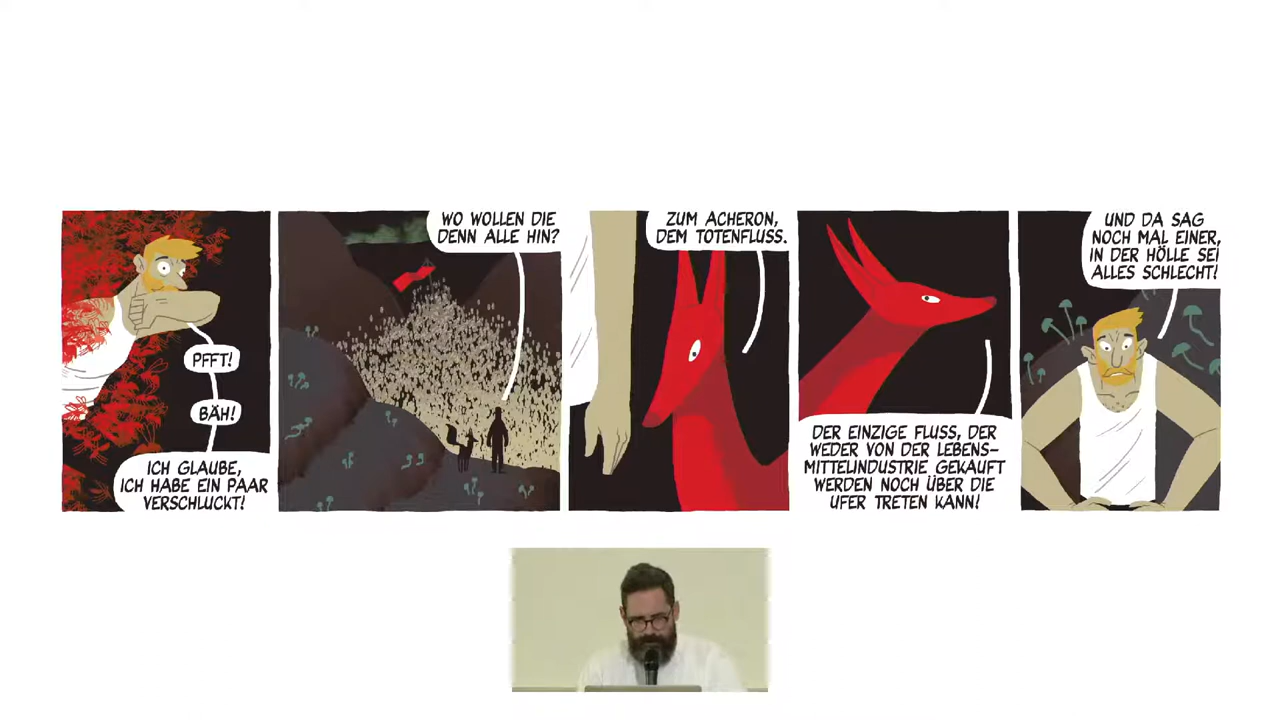 PFFT!
BÄH!
ICH GLAUBE,
ICH HABE EIN PAAR
VERSCHLUCKT!
WO WOLLEN DIE
DENN ALLE HIN?
ZUM ACHERON,
DEM TOTENFLUSS.
DER EINZIGE FLUSS, DER
WEDER VON DER LEBENS-
MITTELINDUSTRIE GEKAUFT
WERDEN NOCH ÜBER DIE
UFER TRETEN KANN!
UND DA SAG
NOCH MAL EINER,
IN DER HÖLLE SEI
ALLES SCHLECHT!